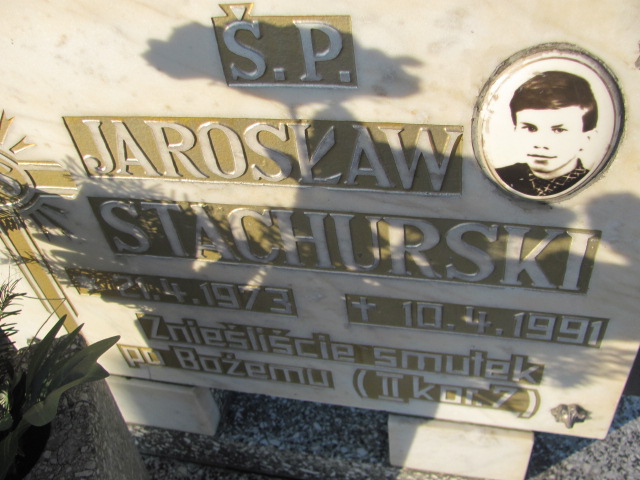 Ś.P.
JAROSŁAW
STACHURSKI
* 21.4.1973 + 10.4.1991
Znieśliście smutek
po Bożemu (II kor 7)